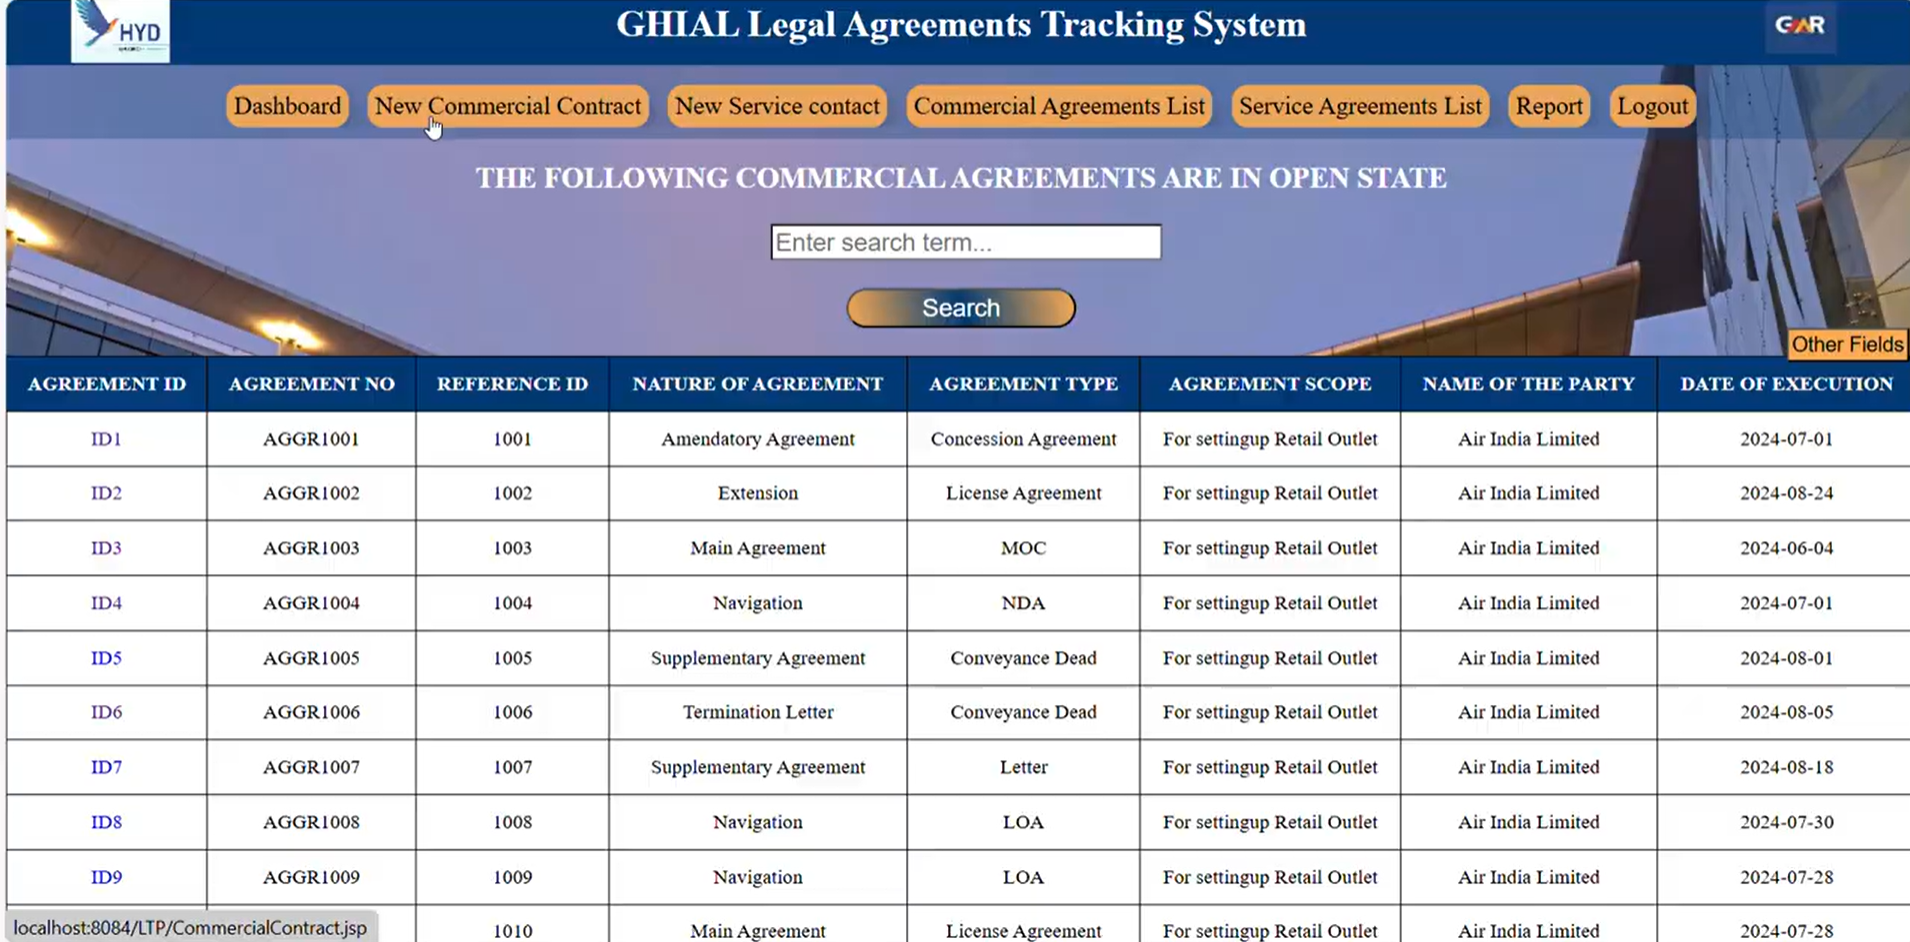 HYD
GHIAL Legal Agreements Tracking System
GMR
Dashboard New Commercial Contract New Service contact Commercial Agreements List Service Agreements List Report Logout
THE FOLLOWING COMMERCIAL AGREEMENTS ARE IN OPEN STATE
Enter search term...
Search
Other Fields
AGREEMENT ID AGREEMENT NO REFERENCE ID NATURE OF AGREEMENT AGREEMENT TYPE AGREEMENT SCOPE NAME OF THE PARTY DATE OF EXECUTION
ID1 AGGR1001 1001 Amendatory Agreement Concession Agreement For settingup Retail Outlet Air India Limited 2024-07-01
ID2 AGGR1002 1002 Extension License Agreement For settingup Retail Outlet Air India Limited 2024-08-24
ID3 AGGR1003 1003 Main Agreement MOC For settingup Retail Outlet Air India Limited 2024-06-04
ID4 AGGR1004 1004 Navigation NDA For settingup Retail Outlet Air India Limited 2024-07-01
ID5 AGGR1005 1005 Supplementary Agreement Conveyance Dead For settingup Retail Outlet Air India Limited 2024-08-01
ID6 AGGR1006 1006 Termination Letter Conveyance Dead For settingup Retail Outlet Air India Limited 2024-08-05
ID7 AGGR1007 1007 Supplementary Agreement Letter For settingup Retail Outlet Air India Limited 2024-08-18
ID8 AGGR1008 1008 Navigation LOA For settingup Retail Outlet Air India Limited 2024-07-30
ID9 AGGR1009 1009 Navigation LOA For settingup Retail Outlet Air India Limited 2024-07-28
1010 Main Agreement License Agreement For settingup Retail Outlet Air India Limited 2024-07-28
localhost:8084/LTP/CommercialContract.jsp